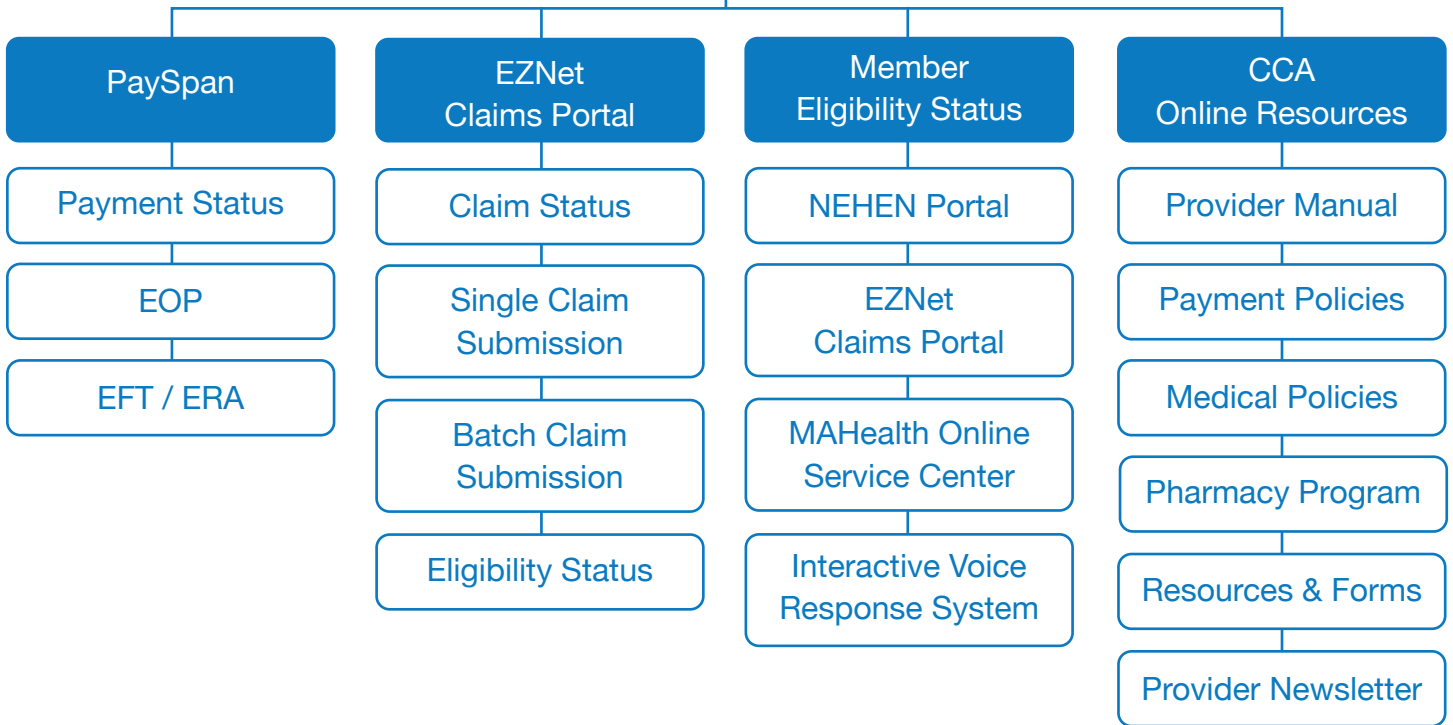 PaySpan
Payment Status
EOP
EFT / ERA
EZNet
Claims Portal
Claim Status
Single Claim
Submission
Batch Claim
Submission
Eligibility Status
Member
Eligibility Status
NEHEN Portal
EZNet
Claims Portal
MAHealth Online
Service Center
Interactive Voice
Response System
CCA
Online Resources
Provider Manual
Payment Policies
Medical Policies
Pharmacy Program
Resources & Forms
Provider Newsletter